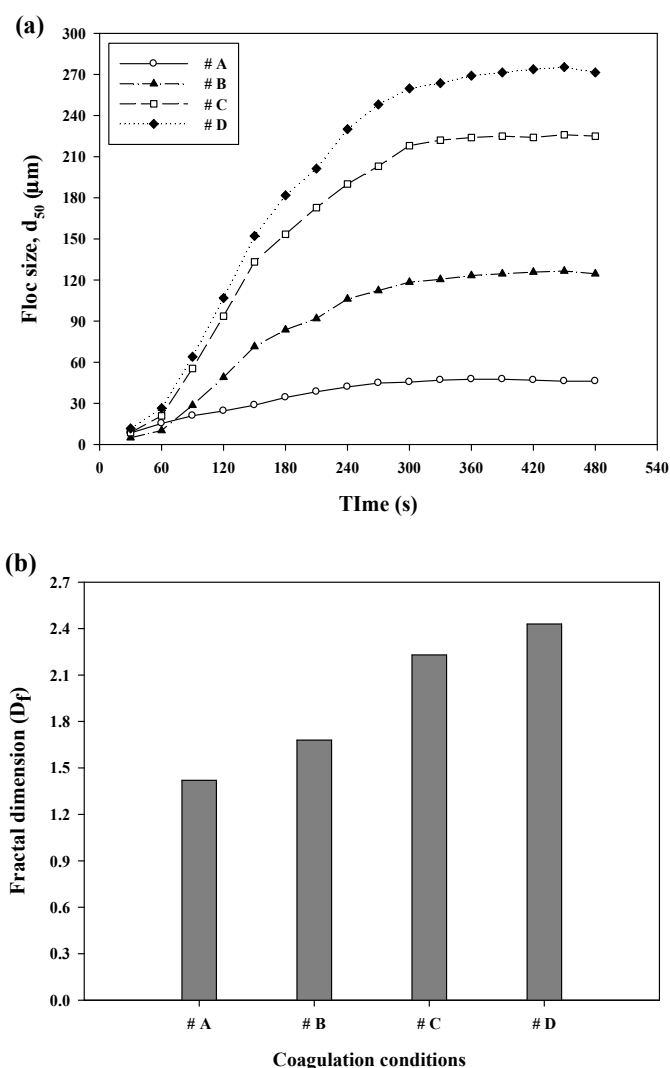 (a)
300
270
240
210
180
150
120
90
60
30
0
Floc size, d50 (μm)
# A
# B
# C
# D
0 60 120 180 240 300 360 420 480 540
TIme (s)
(b)
2.7
2.4
2.1
1.8
1.5
1.2
0.9
0.6
0.3
0.0
Fractal dimension (Df)
# A # B # C # D
Coagulation conditions